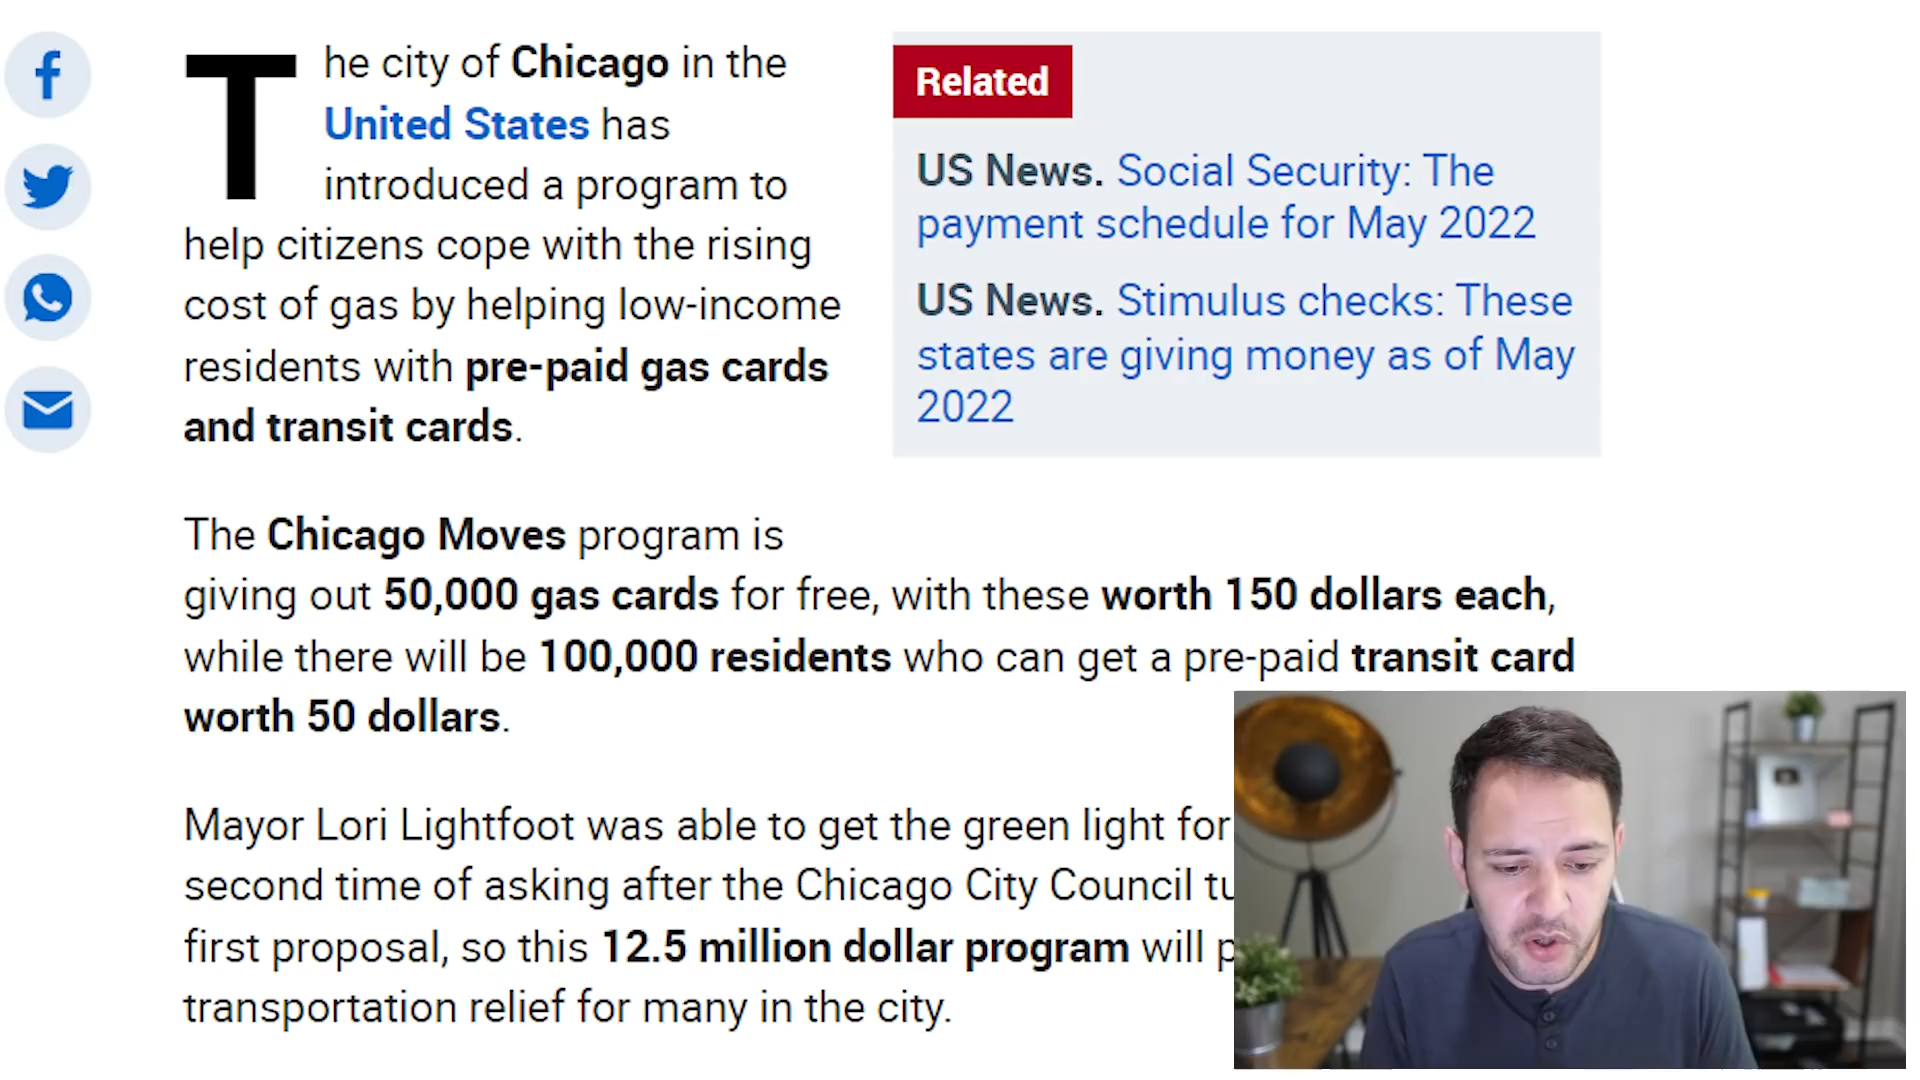 The city of Chicago in the
United States has
introduced a program to
help citizens cope with the rising
cost of gas by helping low-income
residents with pre-paid gas cards
and transit cards.
Related
US News. Social Security: The
payment schedule for May 2022
US News. Stimulus checks: These
states are giving money as of May
2022
The Chicago Moves program is
giving out 50,000 gas cards for free, with these worth 150 dollars each,
while there will be 100,000 residents who can get a pre-paid transit card
worth 50 dollars.
Mayor Lori Lightfoot was able to get the green light for
second time of asking after the Chicago City Council tu
first proposal, so this 12.5 million dollar program will p
transportation relief for many in the city.